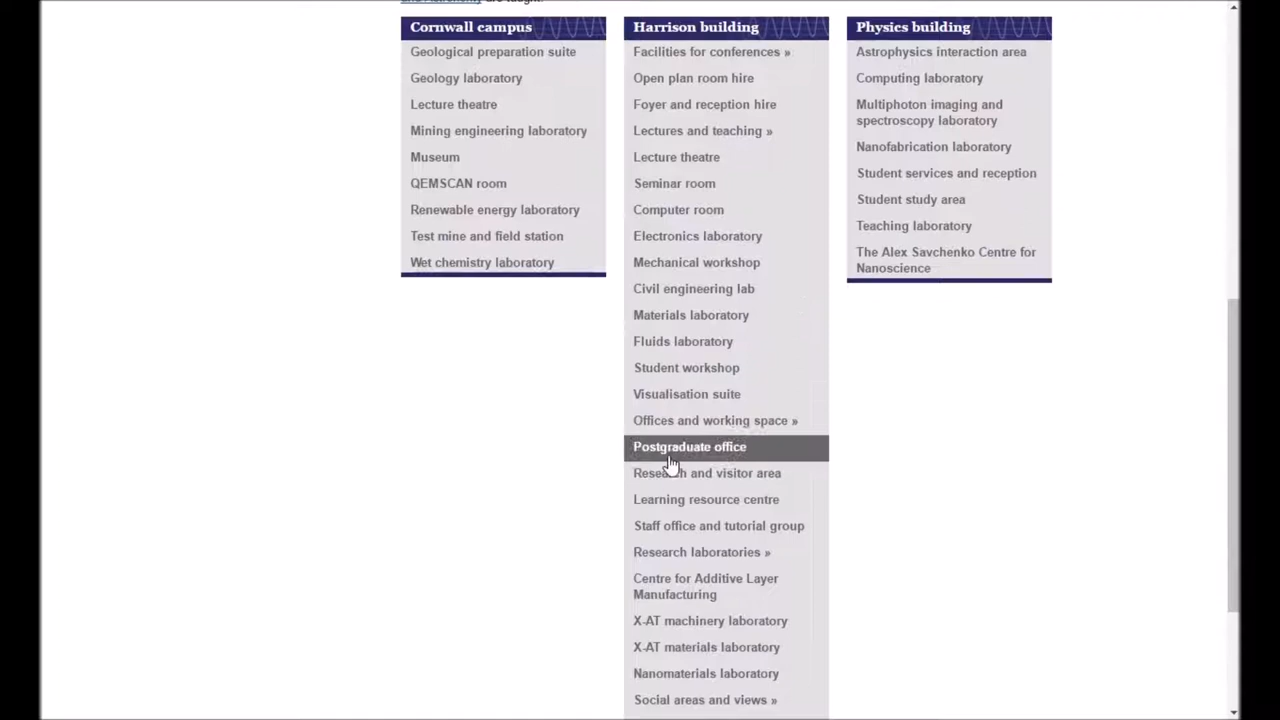 and Astronomy are taught.
Cornwall campus
Geological preparation suite
Geology laboratory
Lecture theatre
Mining engineering laboratory
Museum
QEMSCAN room
Renewable energy laboratory
Test mine and field station
Wet chemistry laboratory
Harrison building
Facilities for conferences »
Open plan room hire
Foyer and reception hire
Lectures and teaching »
Lecture theatre
Seminar room
Computer room
Electronics laboratory
Mechanical workshop
Civil engineering lab
Materials laboratory
Fluids laboratory
Student workshop
Visualisation suite
Offices and working space »
Postgraduate office
Research and visitor area
Learning resource centre
Staff office and tutorial group
Research laboratories »
Centre for Additive Layer
Manufacturing
X-AT machinery laboratory
X-AT materials laboratory
Nanomaterials laboratory
Social areas and views »
Physics building
Astrophysics interaction area
Computing laboratory
Multiphoton imaging and
spectroscopy laboratory
Nanofabrication laboratory
Student services and reception
Student study area
Teaching laboratory
The Alex Savchenko Centre for
Nanoscience